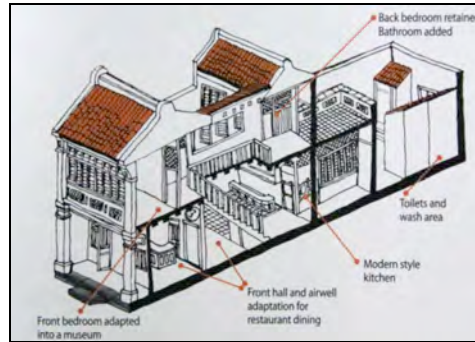 Back bedroom retaine
Bathroom added
Toilets and
wash area
Modern style
kitchen
Front hall and airwell
adaptation for
restaurant dining
Front bedroom adapted
into a museum